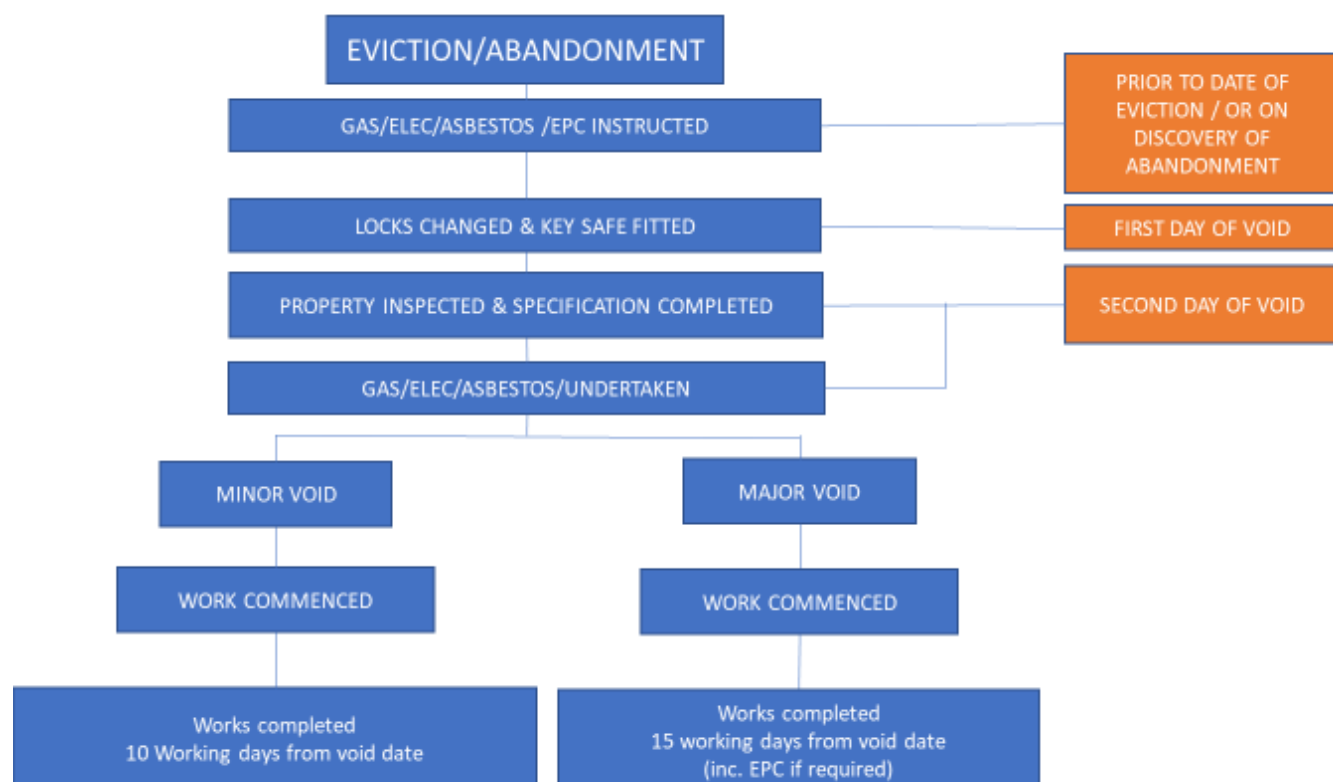 EVICTION/ABANDONMENT
GAS/ELEC/ASBESTOS /EPC INSTRUCTED
PRIOR TO DATE OF
EVICTION / OR ON
DISCOVERY OF
ABANDONMENT
LOCKS CHANGED & KEY SAFE FITTED
FIRST DAY OF VOID
PROPERTY INSPECTED & SPECIFICATION COMPLETED
SECOND DAY OF VOID
GAS/ELEC/ASBESTOS/UNDERTAKEN
MINOR VOID
MAJOR VOID
WORK COMMENCED
WORK COMMENCED
Works completed
10 Working days from void date
Works completed
15 working days from void date
(inc. EPC if required)